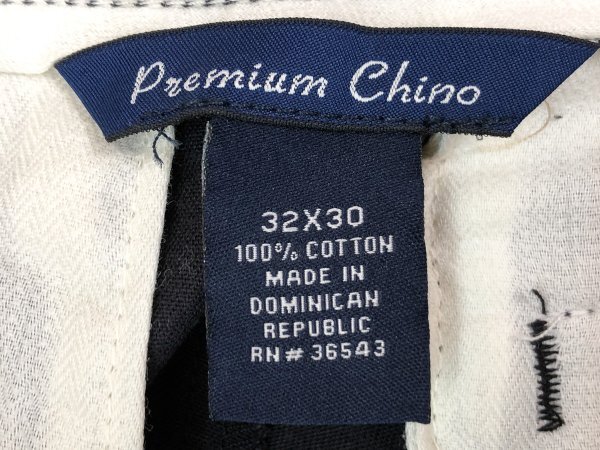 Premium Chino
32X30
100% COTTON
MADE IN
DOMINICAN
REPUBLIC
RN# 36543